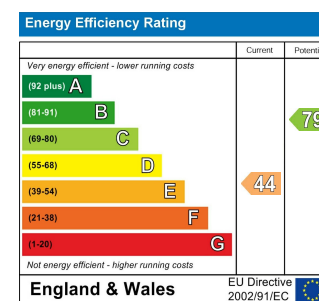 Energy Efficiency Rating
Current Potenti
Very energy efficient - lower running costs
(92 plus) A
(81-91) B
79
(69-80) C
(55-68) D
(39-54) E
44
(21-38) F
(1-20) G
Not energy efficient - higher running costs
England & Wales
EU Directive
2002/91/EC